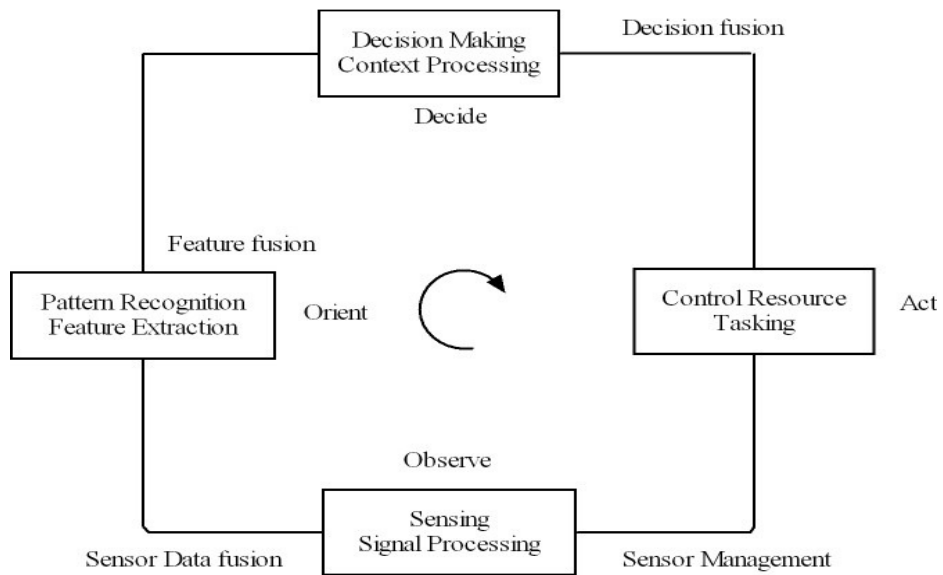 Decision Making
Context Processing
Decision fusion
Decide
Feature fusion
Pattern Recognition
Feature Extraction
Orient
Control Resource
Tasking
Act
Observe
Sensing
Signal Processing
Sensor Data fusion
Sensor Management